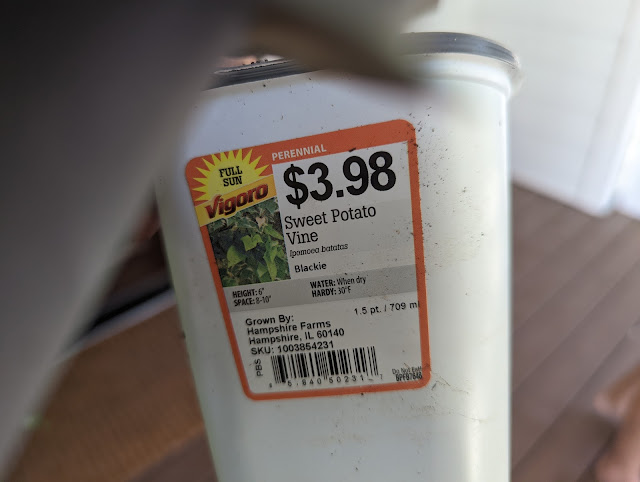 PERENNIAL
FULL
SUN
Vigoro
$3.98
Sweet Potato
Vine
Ipomoea batatas
Blackie
HEIGHT: 6"
SPACE: 8-10"
WATER: When dry
HARDY: 30°F
1.5 pt. / 709 ml
Grown By:
Hampshire Farms
Hampshire, IL 60140
SKU: 1003854231
PBS